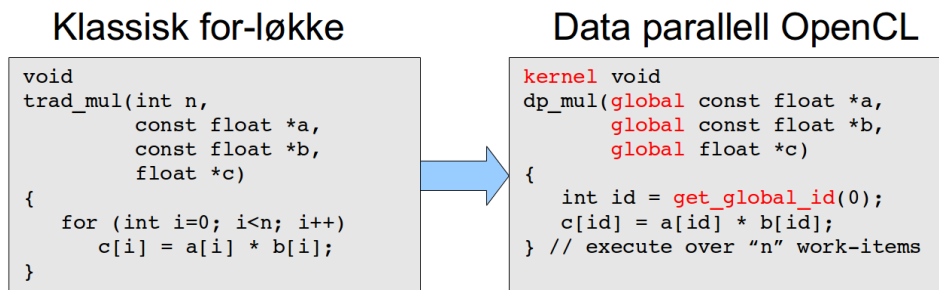 Klassisk for-løkke
void
trad_mul(int n,
         const float *a,
         const float *b,
         float *c)
{
   for (int i=0; i<n; i++)
      c[i] = a[i] * b[i];
}
Data parallell OpenCL
kernel void
dp_mul(global const float *a,
       global const float *b,
       global float *c)
{
   int id = get_global_id(0);
   c[id] = a[id] * b[id];
} // execute over “n” work-items